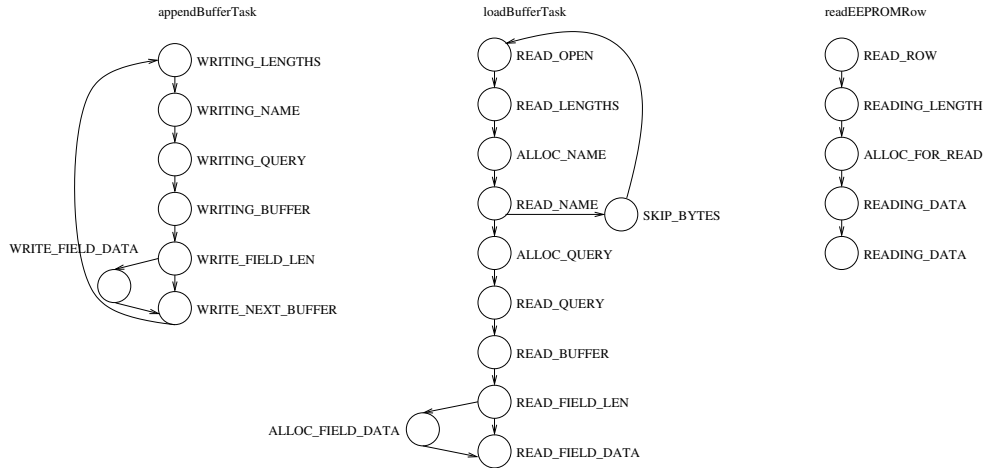 appendBufferTask
WRITING_LENGTHS
WRITING_NAME
WRITING_QUERY
WRITING_BUFFER
WRITE_FIELD_DATA
WRITE_FIELD_LEN
WRITE_NEXT_BUFFER
loadBufferTask
READ_OPEN
READ_LENGTHS
ALLOC_NAME
READ_NAME
SKIP_BYTES
ALLOC_QUERY
READ_QUERY
READ_BUFFER
READ_FIELD_LEN
ALLOC_FIELD_DATA
READ_FIELD_DATA
readEEPROMRow
READ_ROW
READING_LENGTH
ALLOC_FOR_READ
READING_DATA
READING_DATA